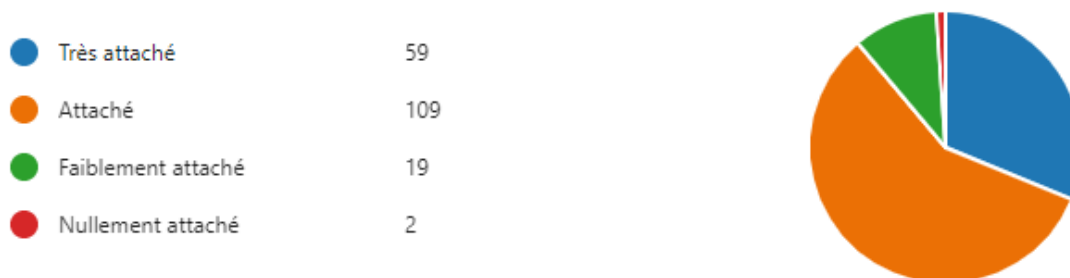 Très attaché 59
Attaché 109
Faiblement attaché 19
Nullement attaché 2